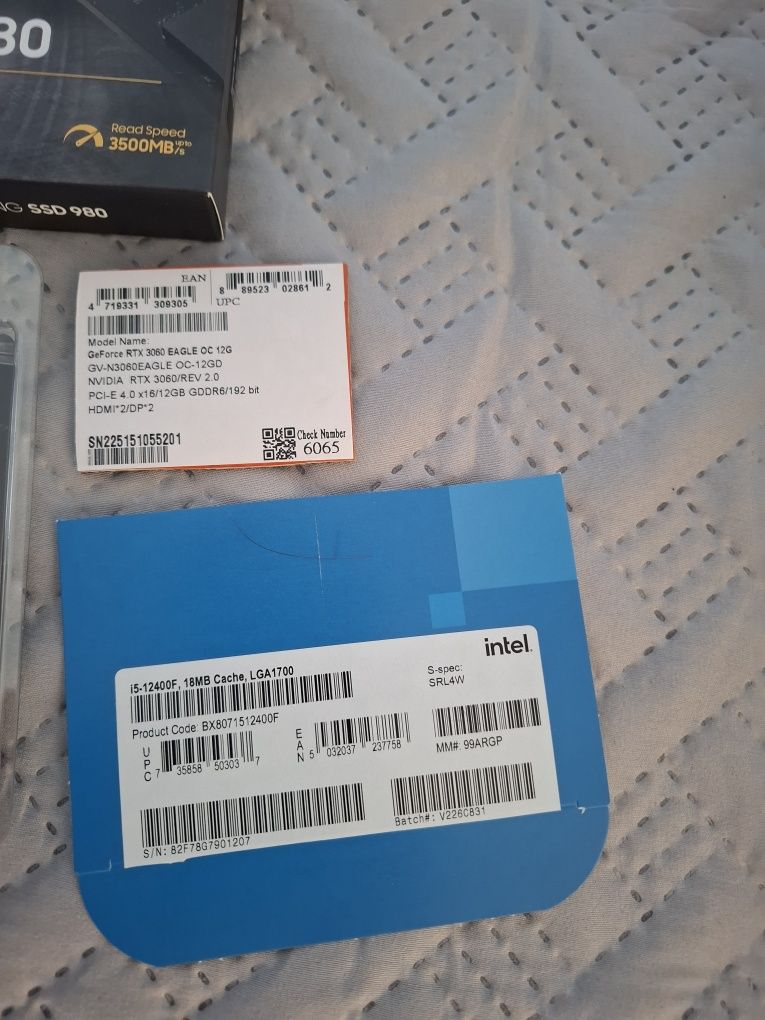 80
Read Speed
up to
3500MB/s
SSD 980
EAN
4 719331 309305
8 89523 02861 2
UPC
Model Name:
GeForce RTX 3060 EAGLE OC 12G
GV-N3060EAGLE OC-12GD
NVIDIA RTX 3060/REV 2.0
PCI-E 4.0 x16/12GB GDDR6/192 bit
HDMI*2/DP*2
SN225151055201
Check Number
6065
intel.
i5-12400F, 18MB Cache, LGA1700
S-spec:
SRL4W
Product Code: BX8071512400F
UPC
7 35858 50303 7
EAN
5 032037 237758
MM#: 99ARGP
S/N: 82F78G7901207
Batch#: V226C831